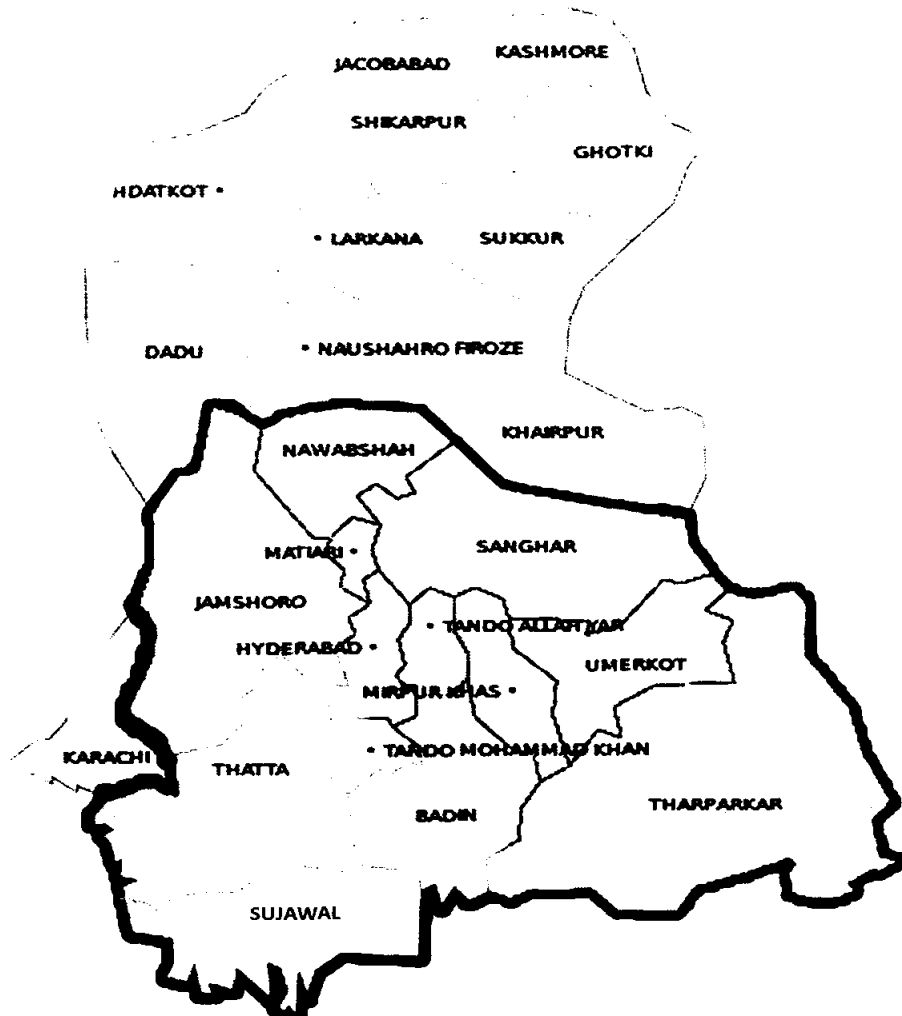 KASHMORE
JACOBABAD
SHIKARPUR
GHOTKI
HDATKOT
LARKANA
SUKKUR
DADU
NAUSHAHRO FIROZE
KHAIRPUR
NAWABSHAH
SANGHAR
MATIARI
JAMSHORO
TANDO ALLAHYAR
HYDERABAD
UMERKOT
MIRPUR KHAS
TANDO MOHAMMAD KHAN
KARACHI
THATTA
THARPARKAR
BADIN
SUJAWAL